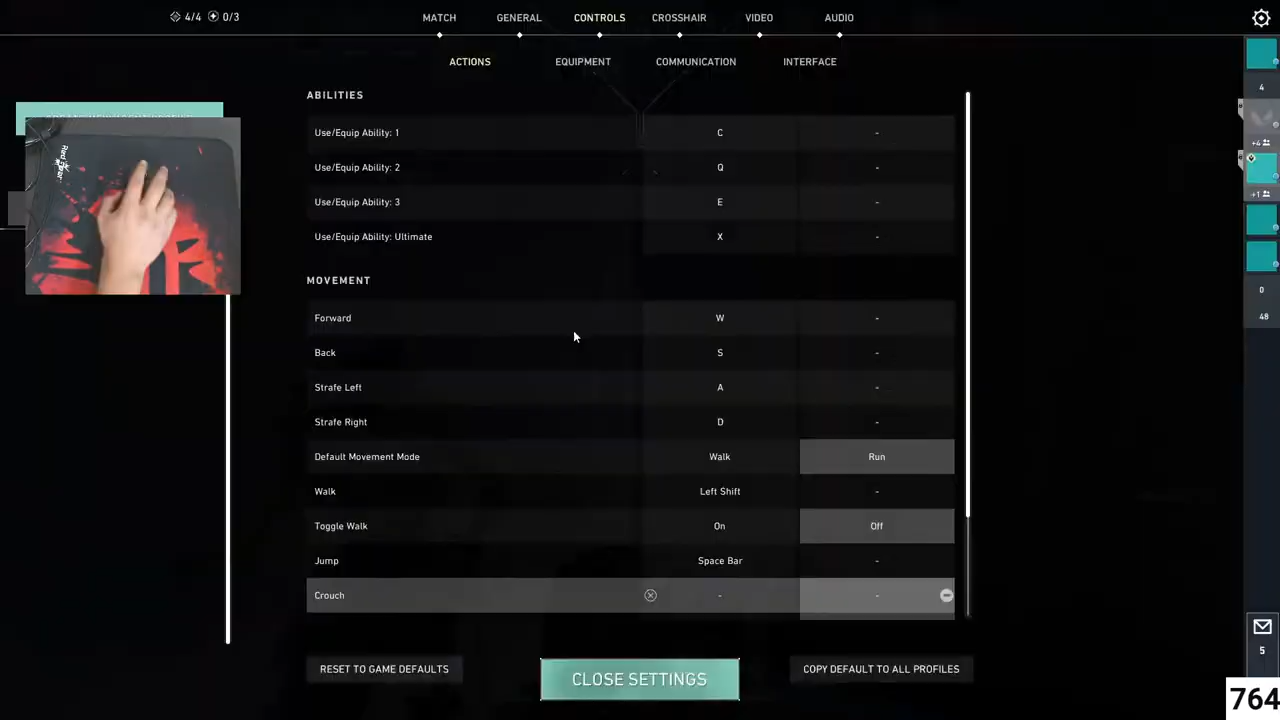 4/4 0/3
MATCH GENERAL CONTROLS CROSSHAIR VIDEO AUDIO
ACTIONS EQUIPMENT COMMUNICATION INTERFACE
ABILITIES
Use/Equip Ability: 1 C -
Use/Equip Ability: 2 Q -
Use/Equip Ability: 3 E -
Use/Equip Ability: Ultimate X -
MOVEMENT
Forward W -
Back S -
Strafe Left A -
Strafe Right D -
Default Movement Mode Walk Run
Walk Left Shift -
Toggle Walk On Off
Jump Space Bar -
Crouch - -
RESET TO GAME DEFAULTS
CLOSE SETTINGS
COPY DEFAULT TO ALL PROFILES
4
+4
+1
0
48
5
764